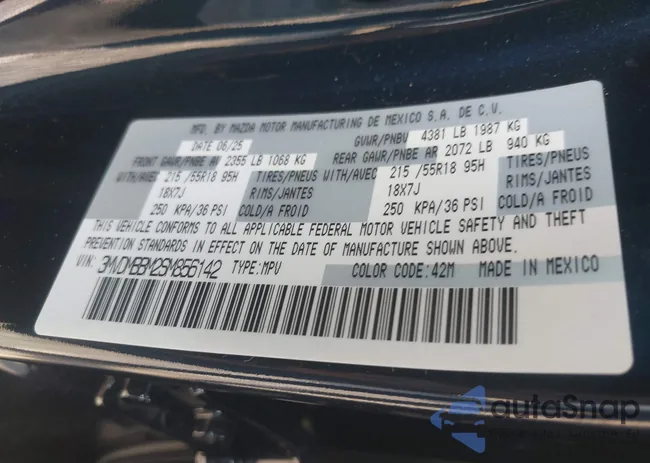 MFD. BY MAZDA MOTOR MANUFACTURING DE MEXICO S.A. DE C.V.
DATE 06/25 GVWR/PNBV 4381 LB 1987 KG
FRONT GAWR/PNBE AV 2355 LB 1068 KG REAR GAWR/PNBE AR 2072 LB 940 KG
WITH/AVEC 215 /55R18 95H TIRES/PNEUS WITH/AVEC 215 /55R18 95H TIRES/PNEUS
18X7J RIMS/JANTES 18X7J RIMS/JANTES
250 KPA/36 PSI COLD/A FROID 250 KPA/36 PSI COLD/A FROID
THIS VEHICLE CONFORMS TO ALL APPLICABLE FEDERAL MOTOR VEHICLE SAFETY AND THEFT
PREVENTION STANDARDS IN EFFECT ON THE DATE OF MANUFACTURE SHOWN ABOVE.
VIN: 3MVDMBBM2SM856142 TYPE:MPV COLOR CODE:42M MADE IN MEXICO
autoSnap